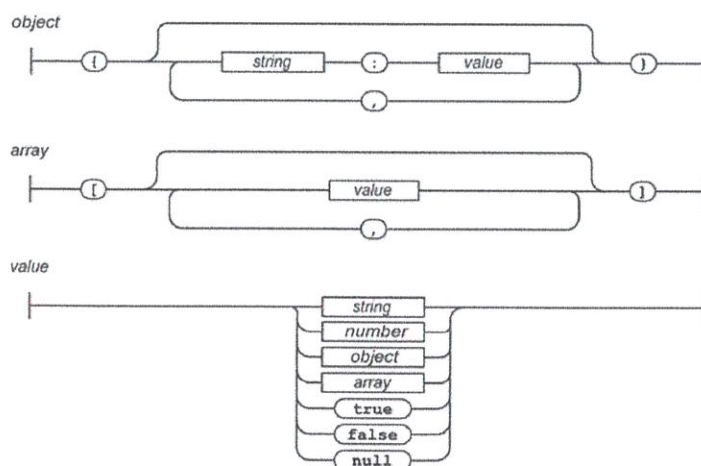 object
{ string : value }
,
array
[ value ]
,
value
string
number
object
array
true
false
null